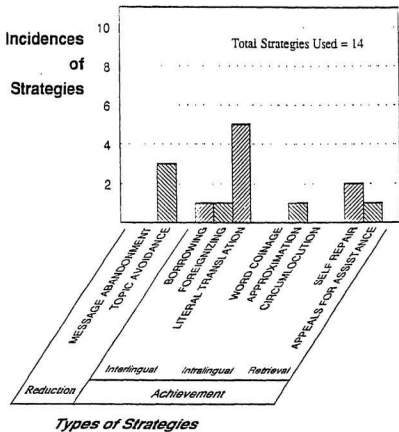 Incidences
of
Strategies
10
8
6
4
2
Total Strategies Used = 14
MESSAGE ABANDONMENT
TOPIC AVOIDANCE
BORROWING
FOREIGNIZING
LITERAL TRANSLATION
WORD COINAGE
APPROXIMATION
CIRCUMLOCUTION
SELF REPAIR
APPEALS FOR ASSISTANCE
Interlingual Intralingual Retrieval
Reduction Achievement
Types of Strategies